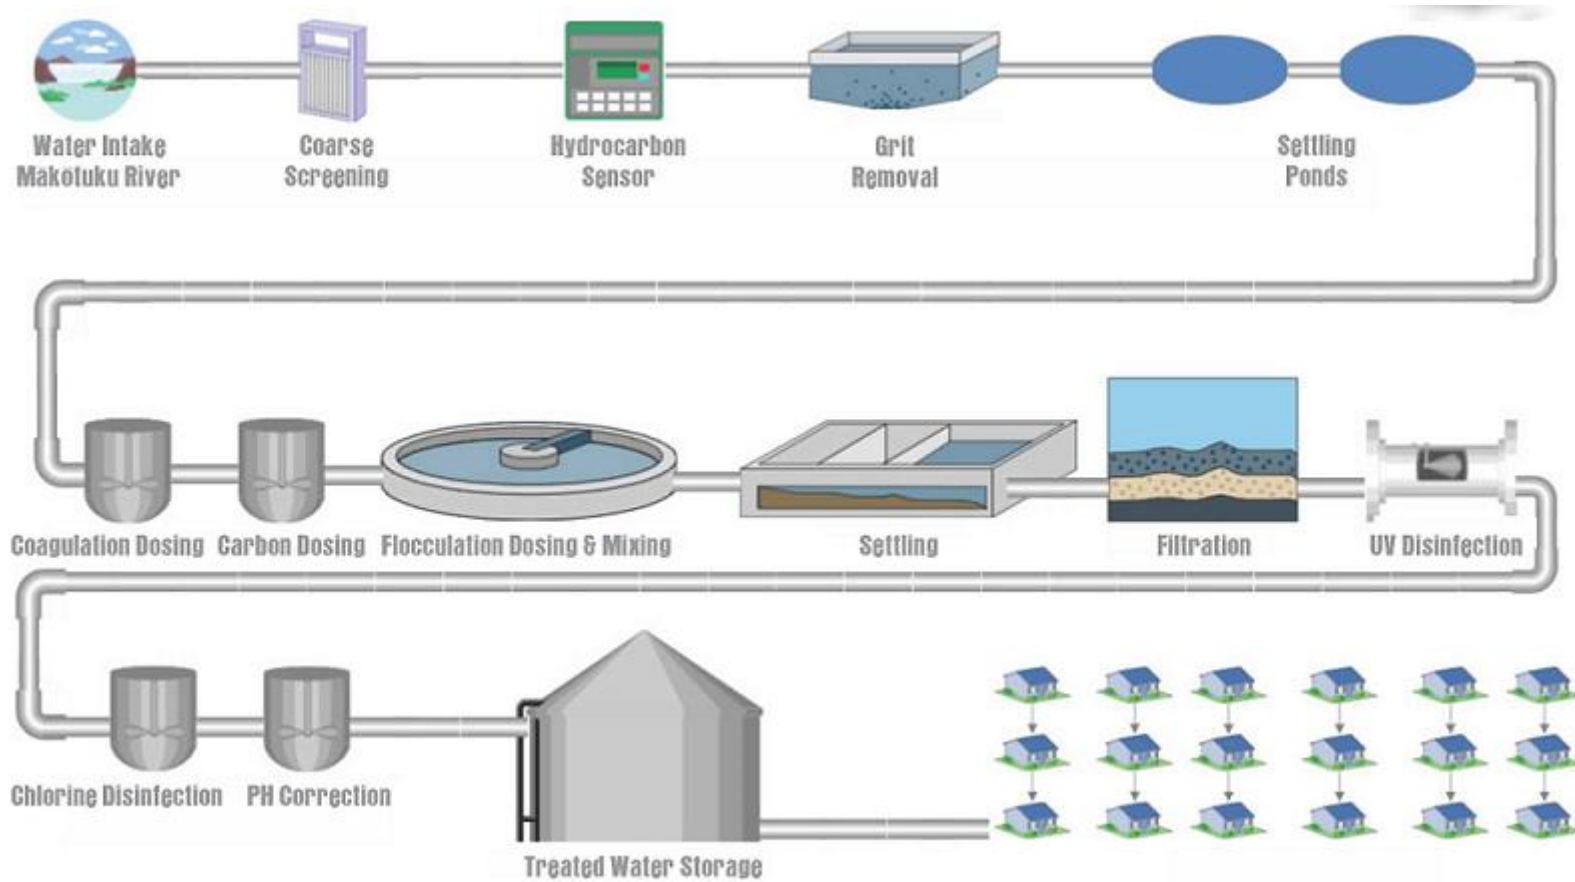 Water Intake
Makotuku River
Coarse
Screening
Hydrocarbon
Sensor
Grit
Removal
Settling
Ponds
Coagulation Dosing
Carbon Dosing
Flocculation Dosing & Mixing
Settling
Filtration
UV Disinfection
Chlorine Disinfection
PH Correction
Treated Water Storage